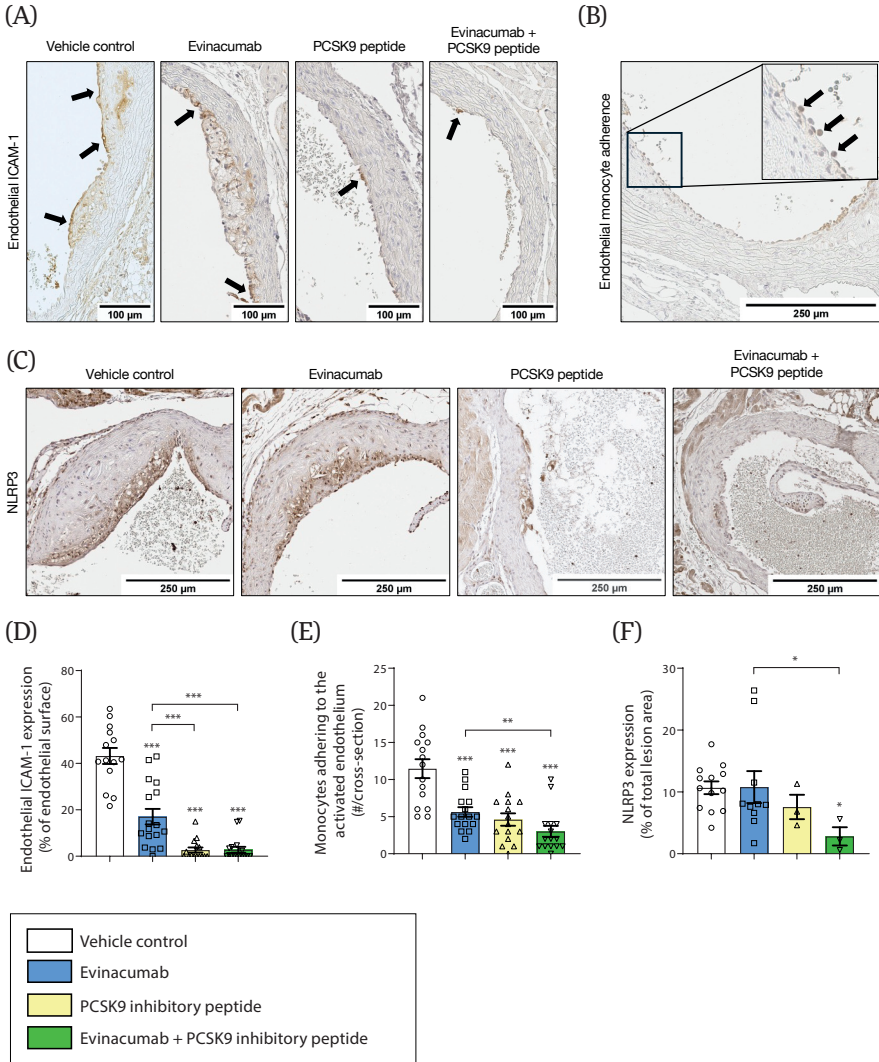 (A)
Vehicle control
Evinacumab
PCSK9 peptide
Evinacumab +
PCSK9 peptide
Endothelial ICAM-1
100 µm
100 µm
100 µm
100 µm
(B)
Endothelial monocyte adherence
250 µm
(C)
Vehicle control
Evinacumab
PCSK9 peptide
Evinacumab +
PCSK9 peptide
NLRP3
250 µm
250 µm
250 µm
250 µm
(D)
Endothelial ICAM-1 expression
(% of endothelial surface)
80
60
40
20
0
***
***
***
***
***
(E)
Monocytes adhering to the
activated endothelium
(#/cross-section)
25
20
15
10
5
0
**
***
***
***
(F)
NLRP3 expression
(% of total lesion area)
30
20
10
0
*
*
Vehicle control
Evinacumab
PCSK9 inhibitory peptide
Evinacumab + PCSK9 inhibitory peptide